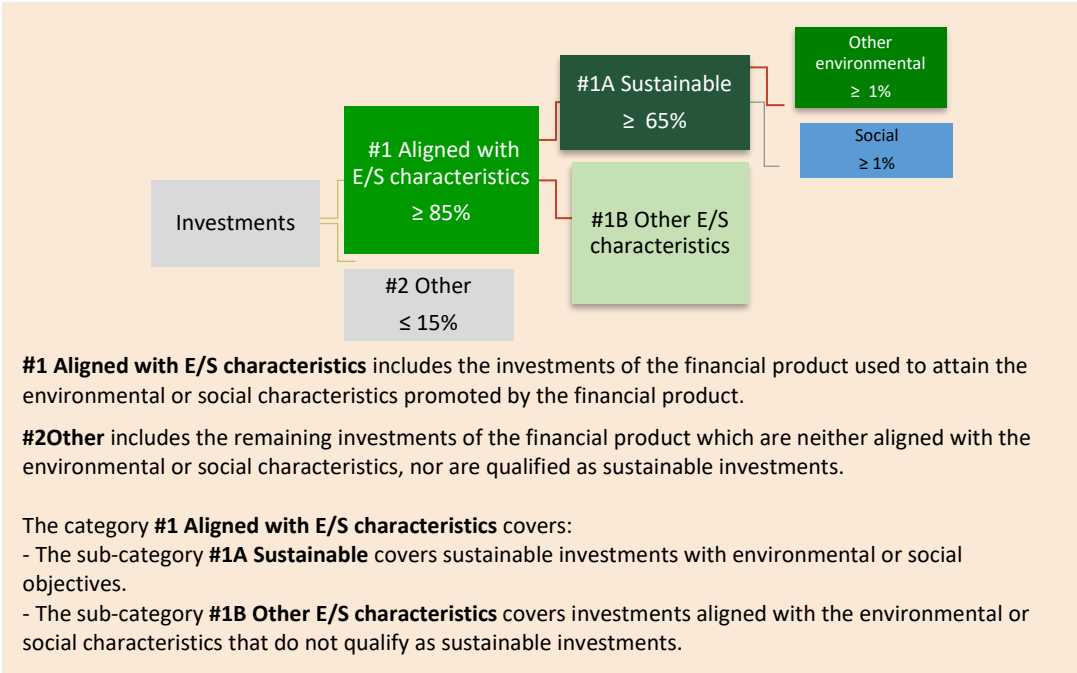 Investments
#1 Aligned with
E/S characteristics
≥ 85%
#2 Other
≤ 15%
#1A Sustainable
≥ 65%
#1B Other E/S
characteristics
Other
environmental
≥ 1%
Social
≥ 1%
#1 Aligned with E/S characteristics includes the investments of the financial product used to attain the
environmental or social characteristics promoted by the financial product.
#2Other includes the remaining investments of the financial product which are neither aligned with the
environmental or social characteristics, nor are qualified as sustainable investments.
The category #1 Aligned with E/S characteristics covers:
- The sub-category #1A Sustainable covers sustainable investments with environmental or social
objectives.
- The sub-category #1B Other E/S characteristics covers investments aligned with the environmental or
social characteristics that do not qualify as sustainable investments.